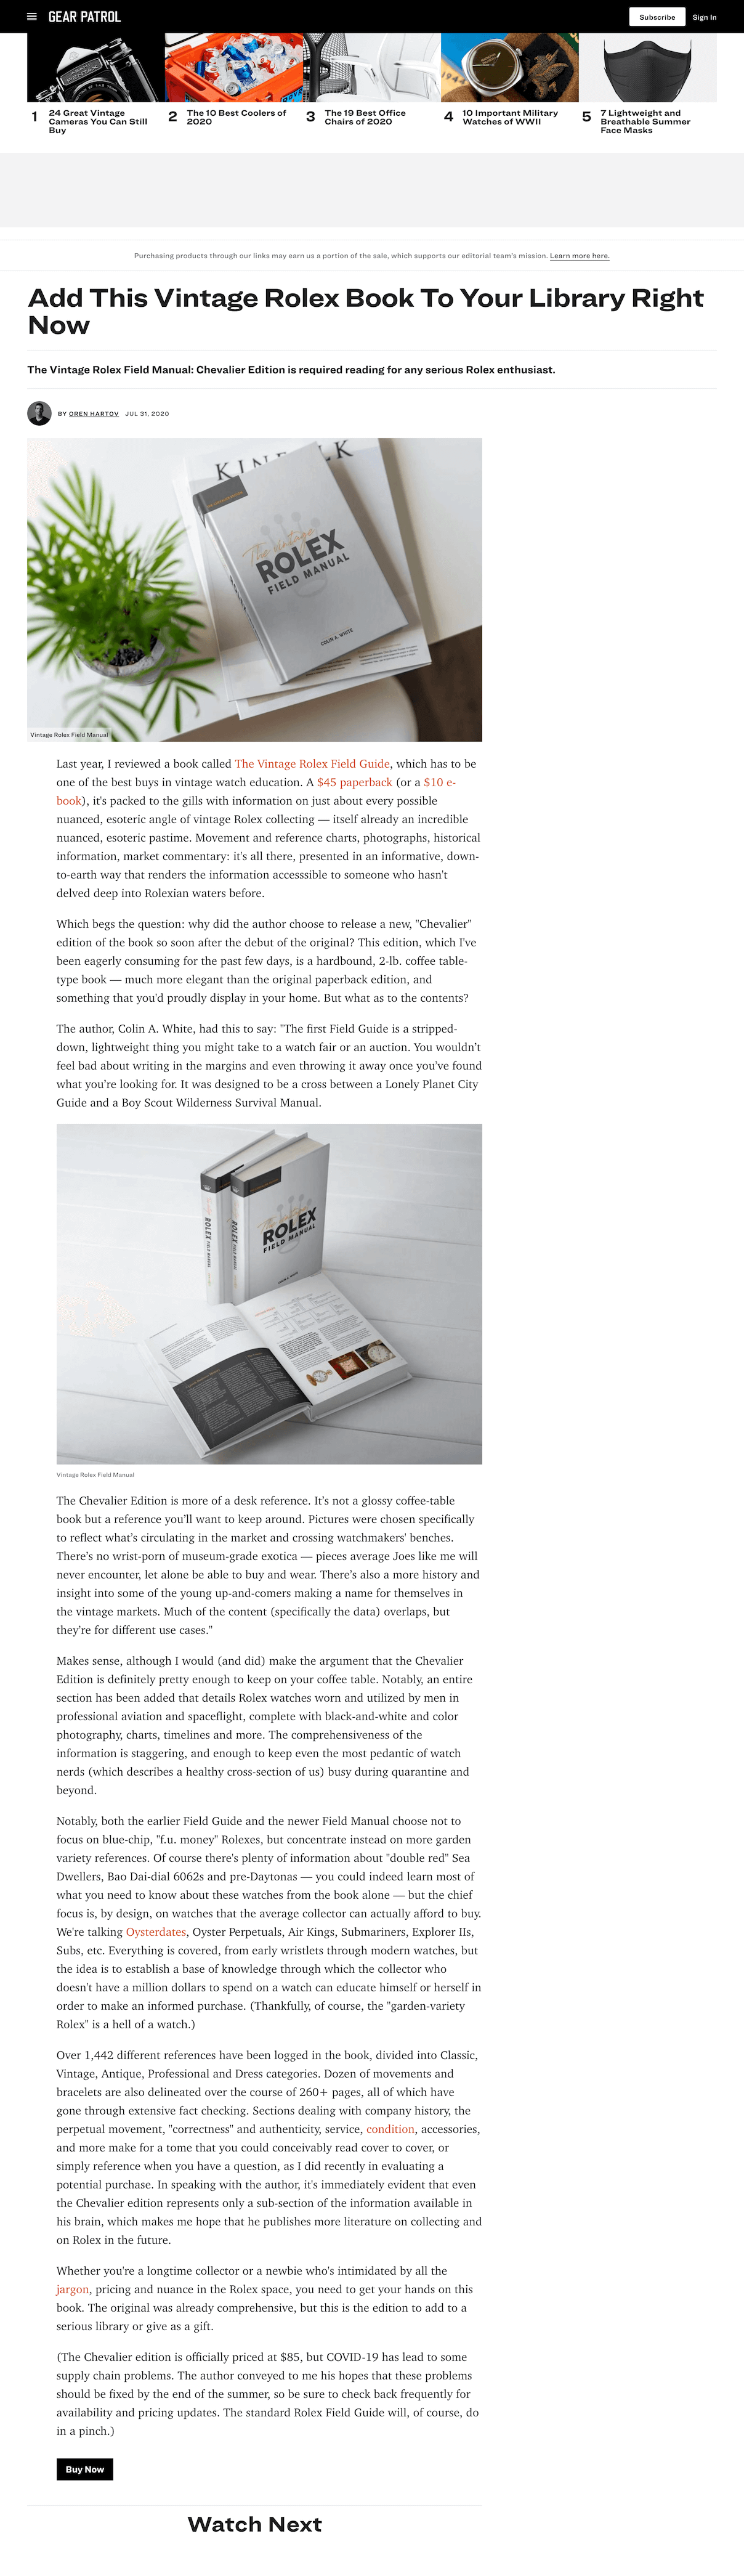 GEAR PATROL
Subscribe
Sign In
1
24 Great Vintage
Cameras You Can Still
Buy
2
The 10 Best Coolers of
2020
3
The 19 Best Office
Chairs of 2020
4
10 Important Military
Watches of WWII
5
7 Lightweight and
Breathable Summer
Face Masks
Purchasing products through our links may earn us a portion of the sale, which supports our editorial team's mission. Learn more here.
Add This Vintage Rolex Book To Your Library Right
Now
The Vintage Rolex Field Manual: Chevalier Edition is required reading for any serious Rolex enthusiast.
BY OREN HARTOV JUL 31, 2020
The Vintage
ROLEX
FIELD MANUAL
COLIN A. WHITE
Vintage Rolex Field Manual
Last year, I reviewed a book called The Vintage Rolex Field Guide, which has to be
one of the best buys in vintage watch education. A $45 paperback (or a $10 e-
book), it's packed to the gills with information on just about every possible
nuanced, esoteric angle of vintage Rolex collecting — itself already an incredible
nuanced, esoteric pastime. Movement and reference charts, photographs, historical
information, market commentary: it's all there, presented in an informative, down-
to-earth way that renders the information accesssible to someone who hasn't
delved deep into Rolexian waters before.
Which begs the question: why did the author choose to release a new, "Chevalier"
edition of the book so soon after the debut of the original? This edition, which I've
been eagerly consuming for the past few days, is a hardbound, 2-lb. coffee table-
type book — much more elegant than the original paperback edition, and
something that you'd proudly display in your home. But what as to the contents?
The author, Colin A. White, had this to say: "The first Field Guide is a stripped-
down, lightweight thing you might take to a watch fair or an auction. You wouldn't
feel bad about writing in the margins and even throwing it away once you've found
what you're looking for. It was designed to be a cross between a Lonely Planet City
Guide and a Boy Scout Wilderness Survival Manual.
ROLEX
FIELD MANUAL
ROLEX
FIELD MANUAL
ROLEX
FIELD MANUAL
Vintage Rolex Field Manual
The Chevalier Edition is more of a desk reference. It's not a glossy coffee-table
book but a reference you'll want to keep around. Pictures were chosen specifically
to reflect what's circulating in the market and crossing watchmakers' benches.
There's no wrist-porn of museum-grade exotica — pieces average Joes like me will
never encounter, let alone be able to buy and wear. There's also a more history and
insight into some of the young up-and-comers making a name for themselves in
the vintage markets. Much of the content (specifically the data) overlaps, but
they're for different use cases."
Makes sense, although I would (and did) make the argument that the Chevalier
Edition is definitely pretty enough to keep on your coffee table. Notably, an entire
section has been added that details Rolex watches worn and utilized by men in
professional aviation and spaceflight, complete with black-and-white and color
photography, charts, timelines and more. The comprehensiveness of the
information is staggering, and enough to keep even the most pedantic of watch
nerds (which describes a healthy cross-section of us) busy during quarantine and
beyond.
Notably, both the earlier Field Guide and the newer Field Manual choose not to
focus on blue-chip, "f.u. money" Rolexes, but concentrate instead on more garden
variety references. Of course there's plenty of information about "double red" Sea
Dwellers, Bao Dai-dial 6062s and pre-Daytonas — you could indeed learn most of
what you need to know about these watches from the book alone — but the chief
focus is, by design, on watches that the average collector can actually afford to buy.
We're talking Oysterdates, Oyster Perpetuals, Air Kings, Submariners, Explorer IIs,
Subs, etc. Everything is covered, from early wristlets through modern watches, but
the idea is to establish a base of knowledge through which the collector who
doesn't have a million dollars to spend on a watch can educate himself or herself in
order to make an informed purchase. (Thankfully, of course, the "garden-variety
Rolex" is a hell of a watch.)
Over 1,442 different references have been logged in the book, divided into Classic,
Vintage, Antique, Professional and Dress categories. Dozen of movements and
bracelets are also delineated over the course of 260+ pages, all of which have
gone through extensive fact checking. Sections dealing with company history, the
perpetual movement, "correctness" and authenticity, service, condition, accessories,
and more make for a tome that you could conceivably read cover to cover, or
simply reference when you have a question, as I did recently in evaluating a
potential purchase. In speaking with the author, it's immediately evident that even
the Chevalier edition represents only a sub-section of the information available in
his brain, which makes me hope that he publishes more literature on collecting and
on Rolex in the future.
Whether you're a longtime collector or a newbie who's intimidated by all the
jargon, pricing and nuance in the Rolex space, you need to get your hands on this
book. The original was already comprehensive, but this is the edition to add to a
serious library or give as a gift.
(The Chevalier edition is officially priced at $85, but COVID-19 has lead to some
supply chain problems. The author conveyed to me his hopes that these problems
should be fixed by the end of the summer, so be sure to check back frequently for
availability and pricing updates. The standard Rolex Field Guide will, of course, do
in a pinch.)
Buy Now
Watch Next